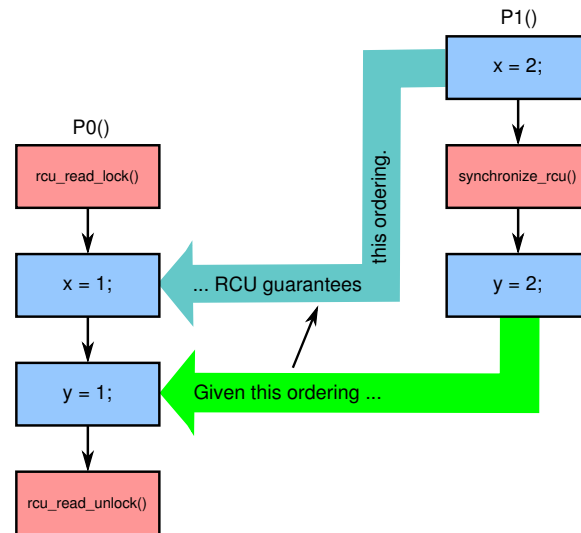 P1()
x = 2;
P0()
rcu_read_lock()
synchronize_rcu()
this ordering.
x = 1;
... RCU guarantees
y = 2;
y = 1;
Given this ordering ...
rcu_read_unlock()